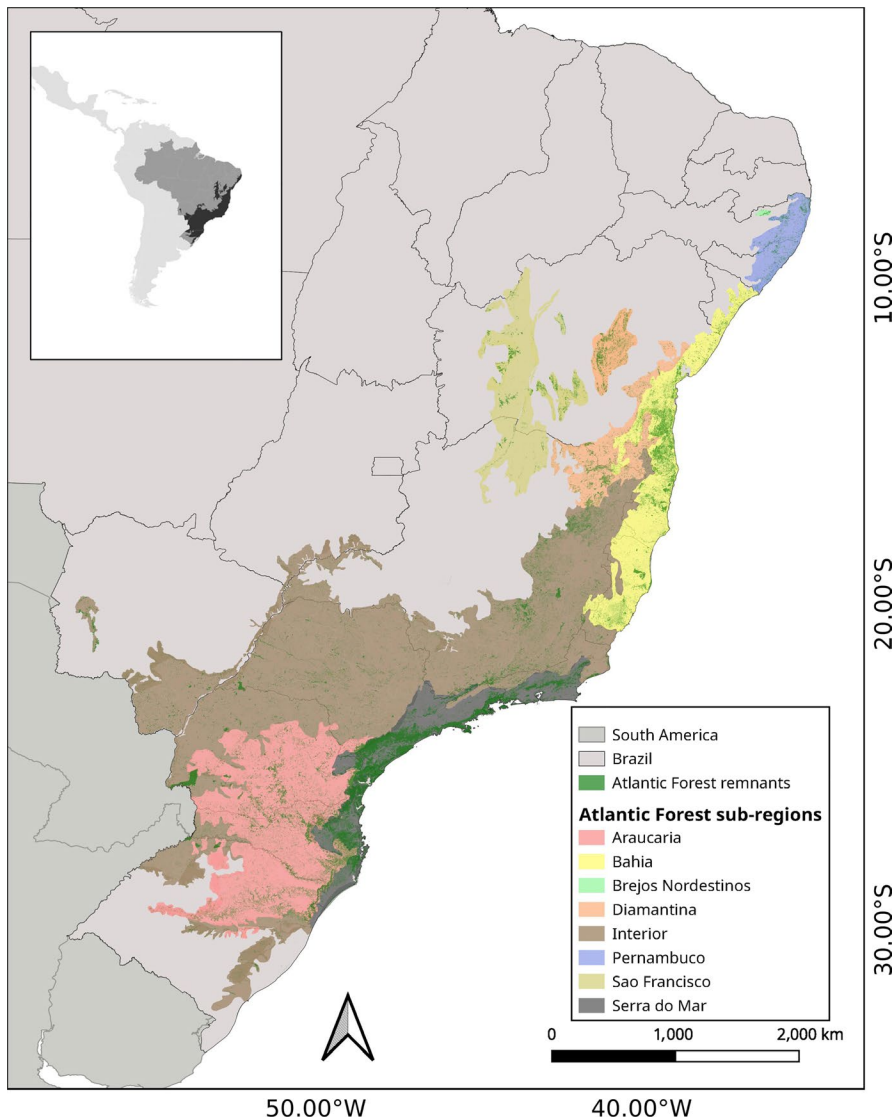 10.00°S
20.00°S
30.00°S
South America
Brazil
Atlantic Forest remnants
Atlantic Forest sub-regions
Araucaria
Bahia
Brejos Nordestinos
Diamantina
Interior
Pernambuco
Sao Francisco
Serra do Mar
0 1,000 2,000 km
50.00°W 40.00°W